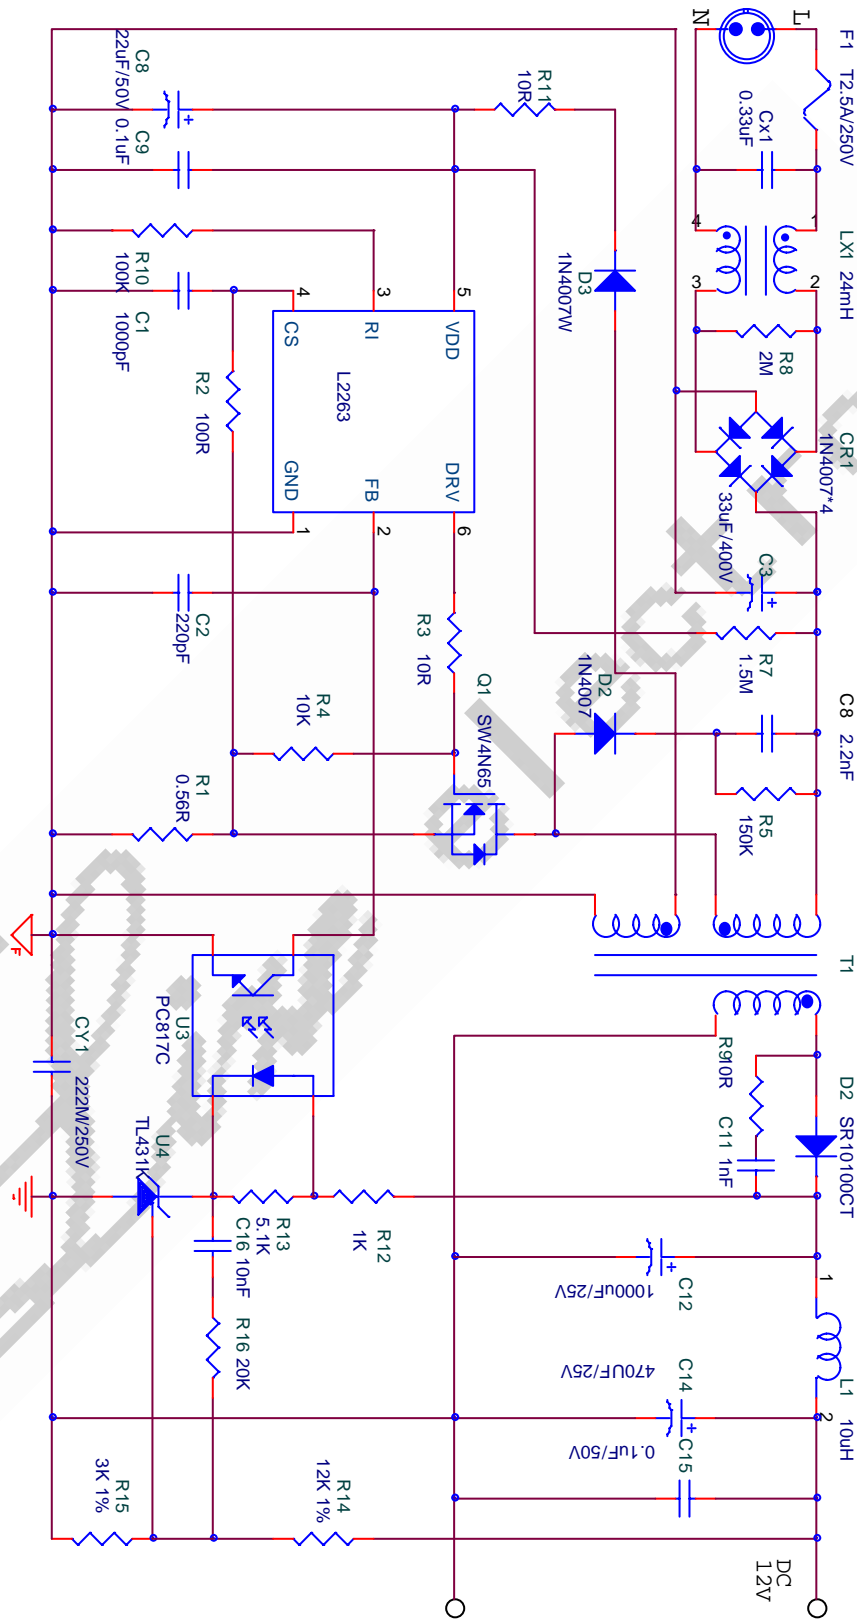 L
N
F1 T2.5A/250V
Cx1
0.33uF
LX1 24mH
1
2
4
3
R8
2M
CR1
1N4007*4
C3
33uF/400V
R7
1.5M
C8 2.2nF
R5
150K
T1
D2 SR10100CT
R9 10R
C11 1nF
1
2
L1 10uH
C12
1000uF/25V
C14
470UF/25V
C15
0.1uF/50V
DC
12V
R11
10R
D3
1N4007W
D2
1N4007
C8
22uF/50V
C9
0.1uF
R10
100K
C1
1000pF
5
3
4
VDD
RI
CS
L2263
DRV
FB
GND
6
2
1
R2 100R
R3
10R
Q1 SW4N65
C2
220pF
R4
10K
R1
0.56R
F
U3
PC817C
CY1
222M/250V
U4
TL431K
R13
5.1K
R12
1K
C16 10nF
R16 20K
R14
12K 1%
R15
3K 1%
electr